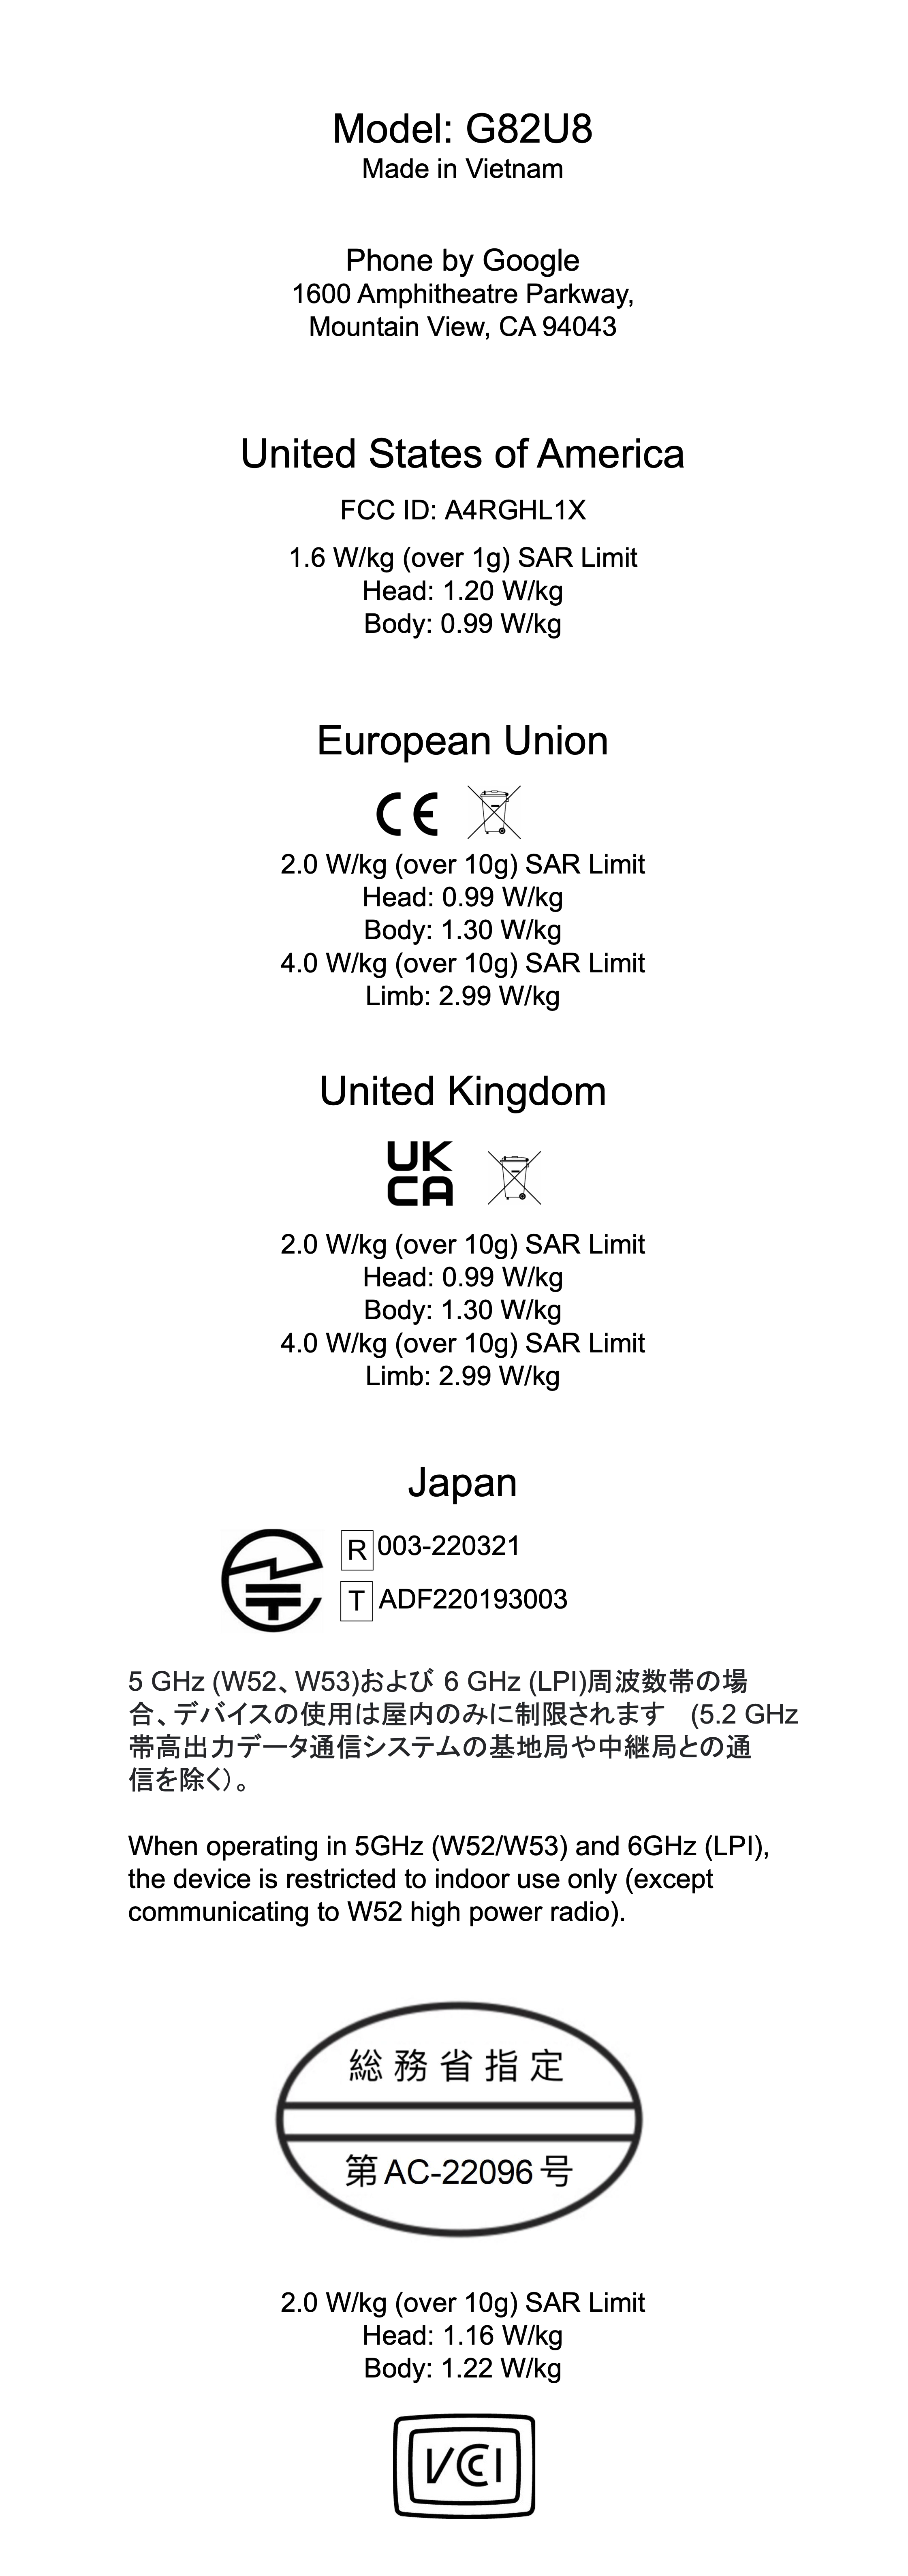 Model: G82U8
Made in Vietnam
Phone by Google
1600 Amphitheatre Parkway,
Mountain View, CA 94043
United States of America
FCC ID: A4RGHL1X
1.6 W/kg (over 1g) SAR Limit
Head: 1.20 W/kg
Body: 0.99 W/kg
European Union
CE
2.0 W/kg (over 10g) SAR Limit
Head: 0.99 W/kg
Body: 1.30 W/kg
4.0 W/kg (over 10g) SAR Limit
Limb: 2.99 W/kg
United Kingdom
UK
CA
2.0 W/kg (over 10g) SAR Limit
Head: 0.99 W/kg
Body: 1.30 W/kg
4.0 W/kg (over 10g) SAR Limit
Limb: 2.99 W/kg
Japan
R 003-220321
T ADF220193003
5 GHz (W52、W53)および 6 GHz (LPI)周波数帯の場
合、デバイスの使用は屋内のみに制限されます　(5.2 GHz
帯高出力データ通信システムの基地局や中継局との通
信を除く)。
When operating in 5GHz (W52/W53) and 6GHz (LPI),
the device is restricted to indoor use only (except
communicating to W52 high power radio).
総務省指定
第AC-22096号
2.0 W/kg (over 10g) SAR Limit
Head: 1.16 W/kg
Body: 1.22 W/kg
VCCI